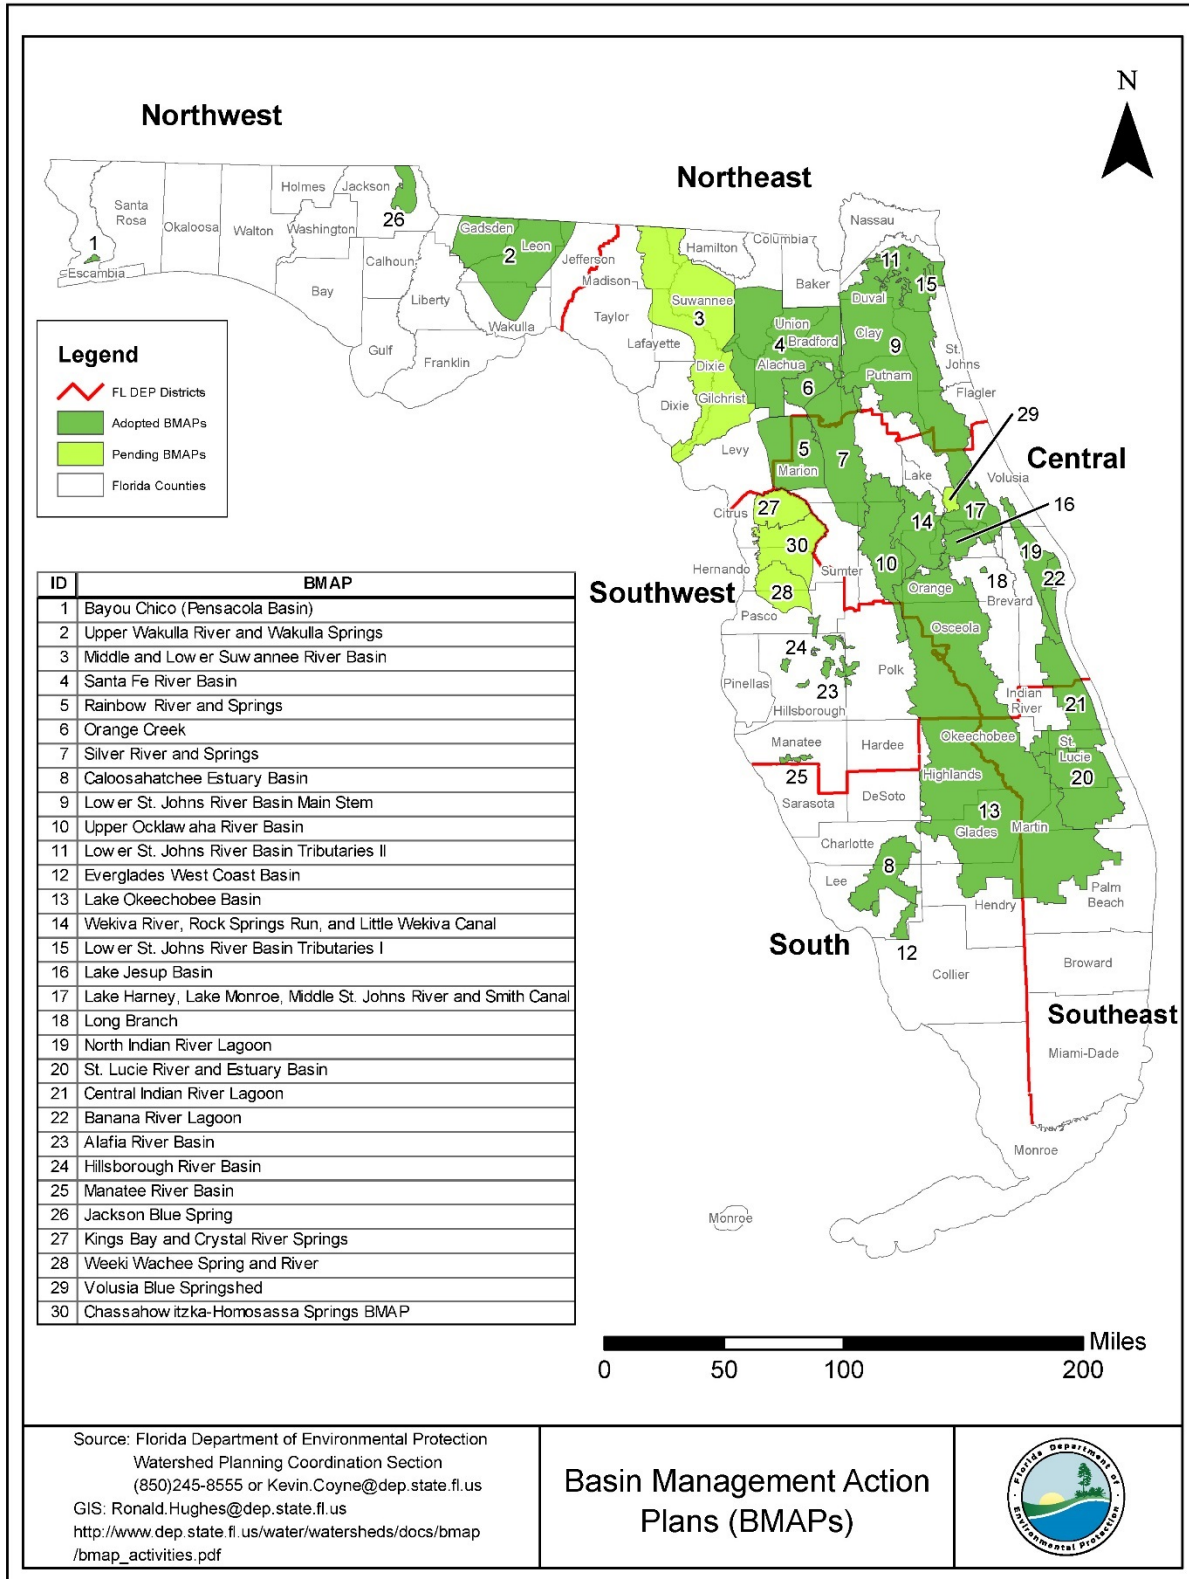 Northwest
Northeast
N
Central
Southwest
South
Southeast
Santa
Rosa
Okaloosa
Walton
Holmes
Washington
Jackson
26
1
Escambia
Bay
Calhoun
Gulf
Liberty
Franklin
Gadsden
Leon
2
Wakulla
Jefferson
Madison
Taylor
Hamilton
Suwannee
3
Lafayette
Dixie
Dixie
Gilchrist
Levy
Columbia
Baker
Nassau
11
15
Duval
Union
4
Bradford
Alachua
6
Clay
9
Putnam
St.
Johns
Flagler
29
5
Marion
7
Lake
Volusia
16
17
14
Citrus
27
30
Hernando
28
Sumter
10
19
22
18
Orange
Brevard
Osceola
Pasco
24
Polk
Pinellas
23
Hillsborough
Indian
River
21
Manatee
Hardee
Okeechobee
St.
Lucie
20
25
Sarasota
DeSoto
Highlands
13
Glades
Martin
Charlotte
8
Lee
Hendry
Palm
Beach
12
Collier
Broward
Miami-Dade
Monroe
Monroe
Legend
FL DEP Districts
Adopted BMAPs
Pending BMAPs
Florida Counties
ID BMAP
1 Bayou Chico (Pensacola Basin)
2 Upper Wakulla River and Wakulla Springs
3 Middle and Lower Suwannee River Basin
4 Santa Fe River Basin
5 Rainbow River and Springs
6 Orange Creek
7 Silver River and Springs
8 Caloosahatchee Estuary Basin
9 Lower St. Johns River Basin Main Stem
10 Upper Ocklawaha River Basin
11 Lower St. Johns River Basin Tributaries II
12 Everglades West Coast Basin
13 Lake Okeechobee Basin
14 Wekiva River, Rock Springs Run, and Little Wekiva Canal
15 Lower St. Johns River Basin Tributaries I
16 Lake Jesup Basin
17 Lake Harney, Lake Monroe, Middle St. Johns River and Smith Canal
18 Long Branch
19 North Indian River Lagoon
20 St. Lucie River and Estuary Basin
21 Central Indian River Lagoon
22 Banana River Lagoon
23 Alafia River Basin
24 Hillsborough River Basin
25 Manatee River Basin
26 Jackson Blue Spring
27 Kings Bay and Crystal River Springs
28 Weeki Wachee Spring and River
29 Volusia Blue Springshed
30 Chassahowitzka-Homosassa Springs BMAP
Miles
0 50 100 200
Source: Florida Department of Environmental Protection
Watershed Planning Coordination Section
(850)245-8555 or Kevin.Coyne@dep.state.fl.us
GIS: Ronald.Hughes@dep.state.fl.us
http://www.dep.state.fl.us/water/watersheds/docs/bmap
/bmap_activities.pdf
Basin Management Action
Plans (BMAPs)
Florida Department of
Environmental Protection